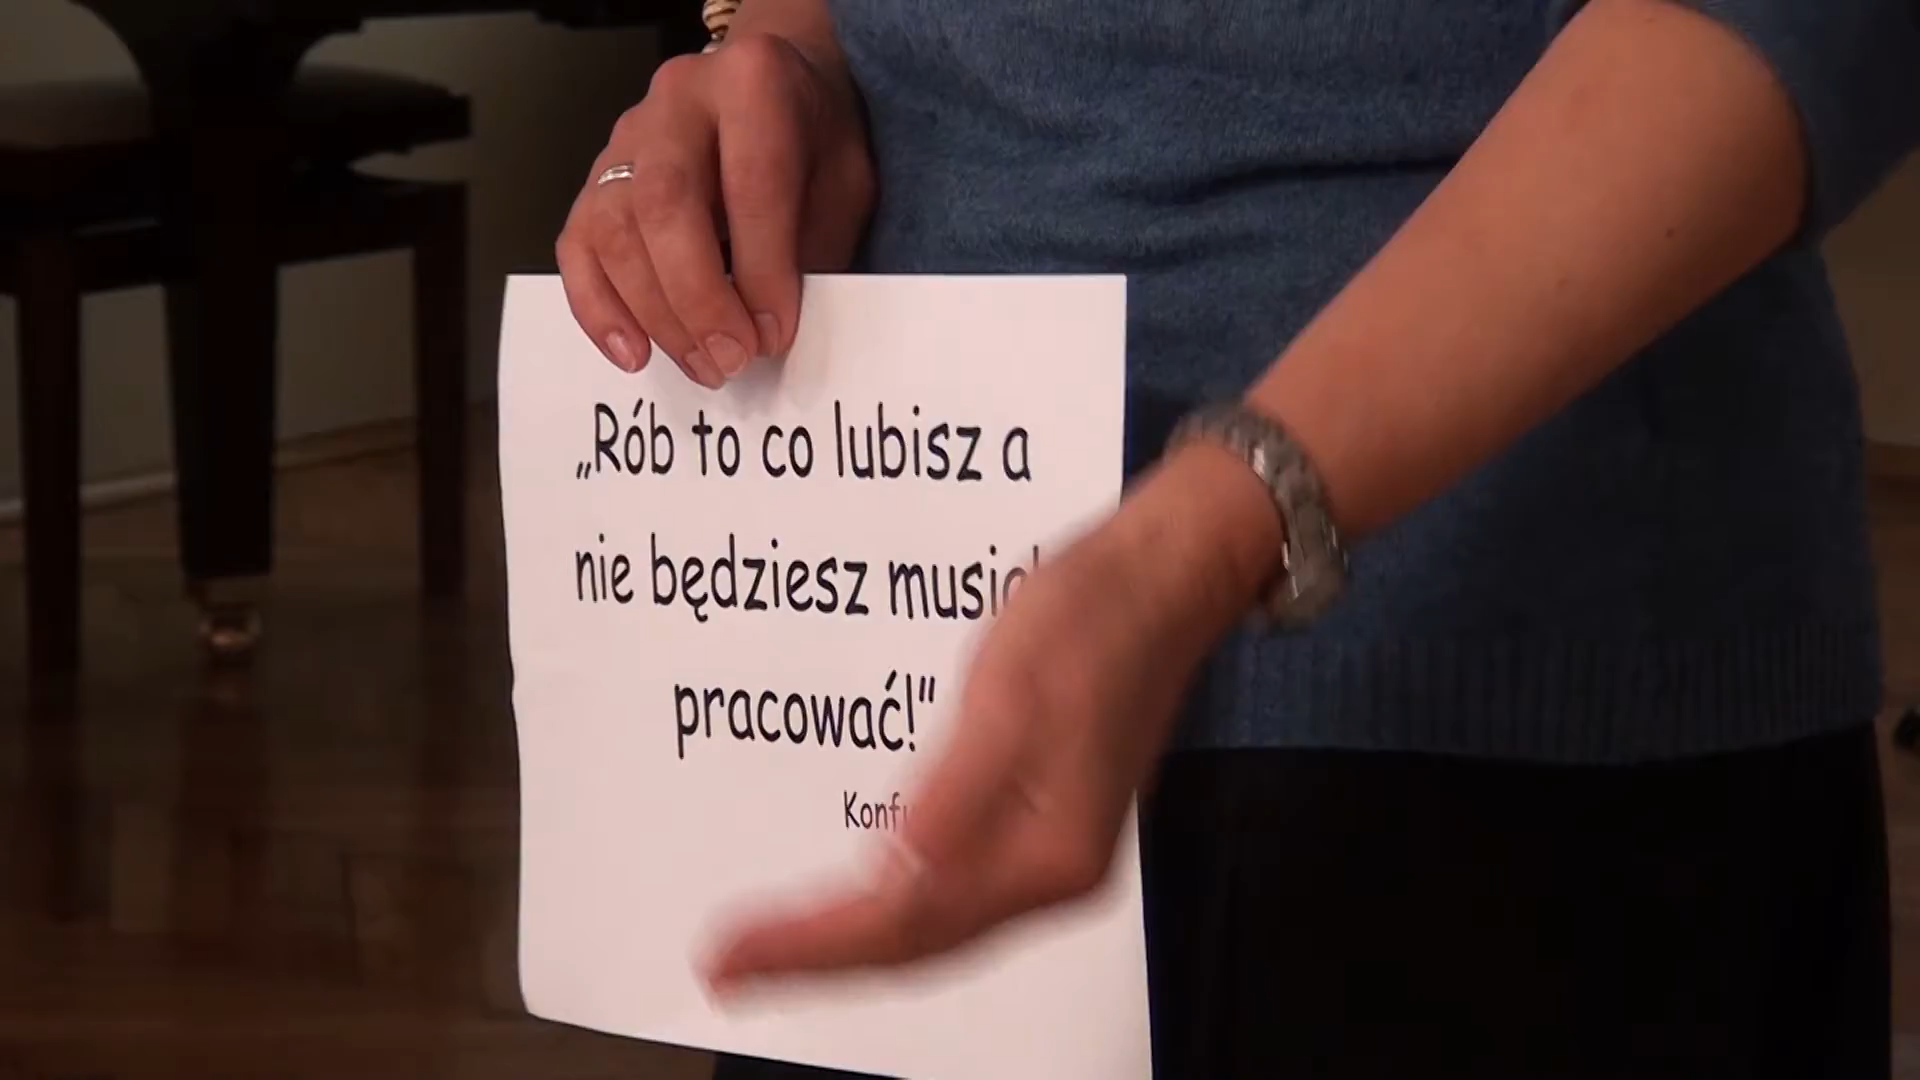 „Rób to co lubisz a
nie będziesz
pracować!”